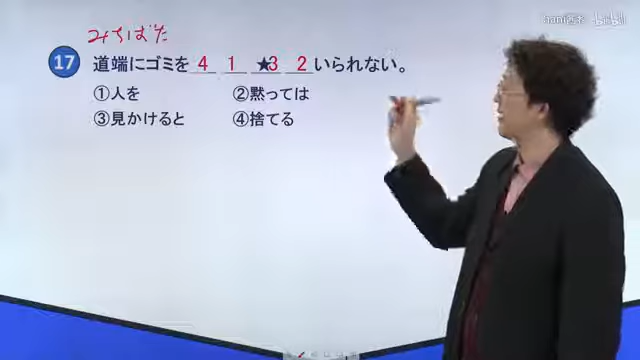 みちばた
17 道端にゴミを 4 1 ★3 2 いられない。
①人を ②黙っては
③見かけると ④捨てる